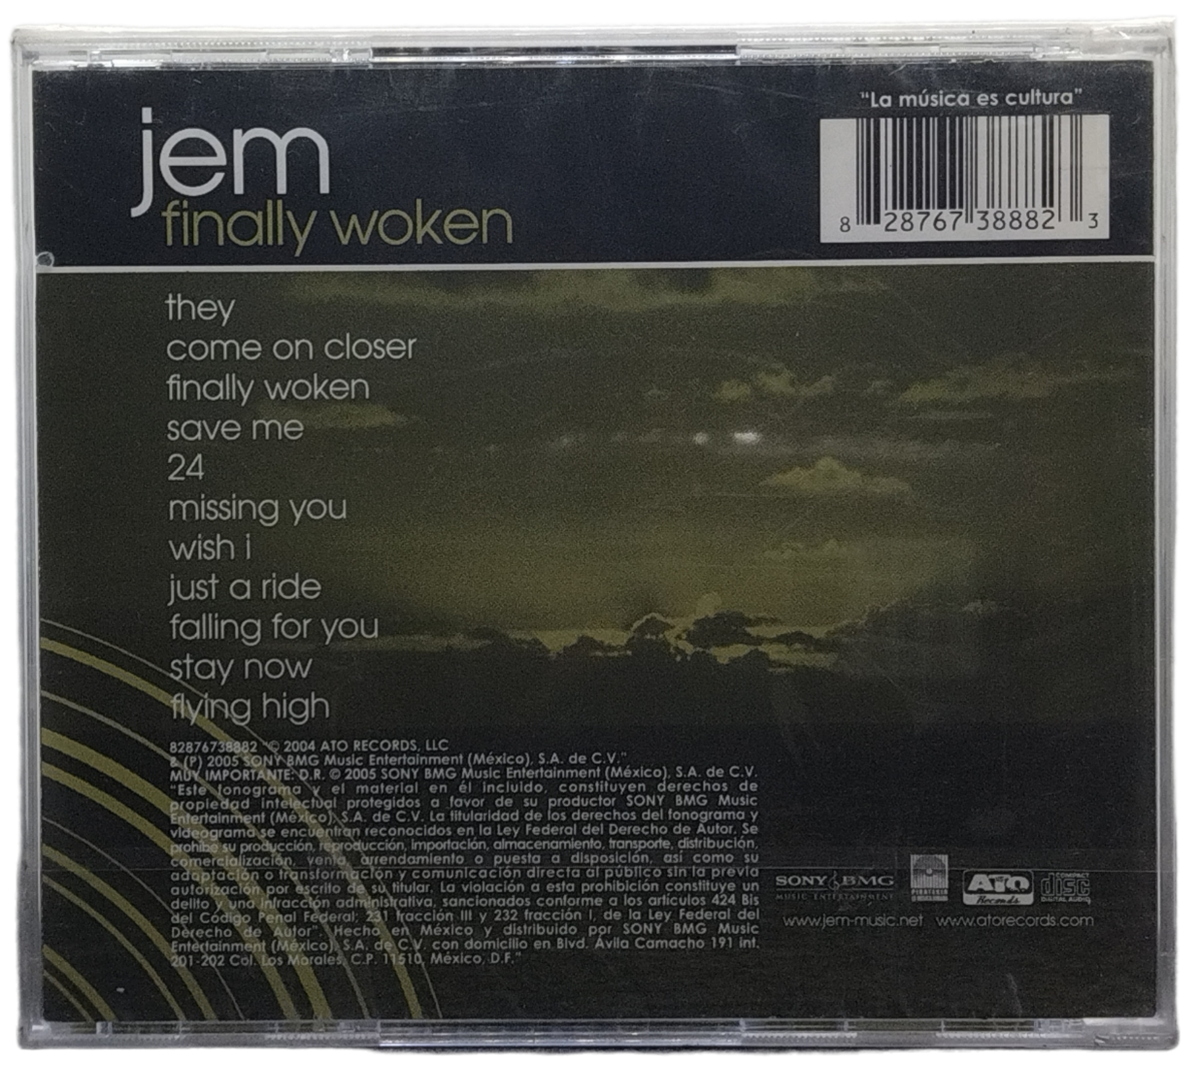 "La música es cultura"
jem
finally woken
8 28767 38882 3
they
come on closer
finally woken
save me
24
missing you
wish i
just a ride
falling for you
stay now
flying high
82876738882 "© 2004 ATO RECORDS, LLC
& (P) 2005 SONY BMG Music Entertainment (México), S.A. de C.V."
MUY IMPORTANTE: D.R. © 2005 SONY BMG Music Entertainment (México), S.A. de C.V.
"Este fonograma y el material en él incluido, constituyen derechos de
propiedad intelectual protegidos a favor de su productor SONY BMG Music
Entertainment (México), S.A. de C.V. La titularidad de los derechos del fonograma y
videograma se encuentran reconocidos en la Ley Federal del Derecho de Autor. Se
prohibe su producción, reproducción, importación, almacenamiento, transporte, distribución,
comercialización, venta, arrendamiento o puesta a disposición, así como su
adaptación o transformación y comunicación directa al público sin la previa
autorización por escrito de su titular. La violación a esta prohibición constituye un
delito y una infracción administrativa, sancionados conforme a los artículos 424 Bis
del Código Penal Federal; 231 fracción III y 232 fracción I, de la Ley Federal del
Derecho de Autor". "Hecho en México y distribuido por SONY BMG Music
Entertainment (México), S.A. de C.V. con domicilio en Blvd. Ávila Camacho 191 int.
201-202 Col. Los Morales, C.P. 11510, México, D.F."
SONY BMG
MUSIC ENTERTAINMENT
ATO
Records
COMPACT
disc
DIGITAL AUDIO
www.jem-music.net www.atorecords.com